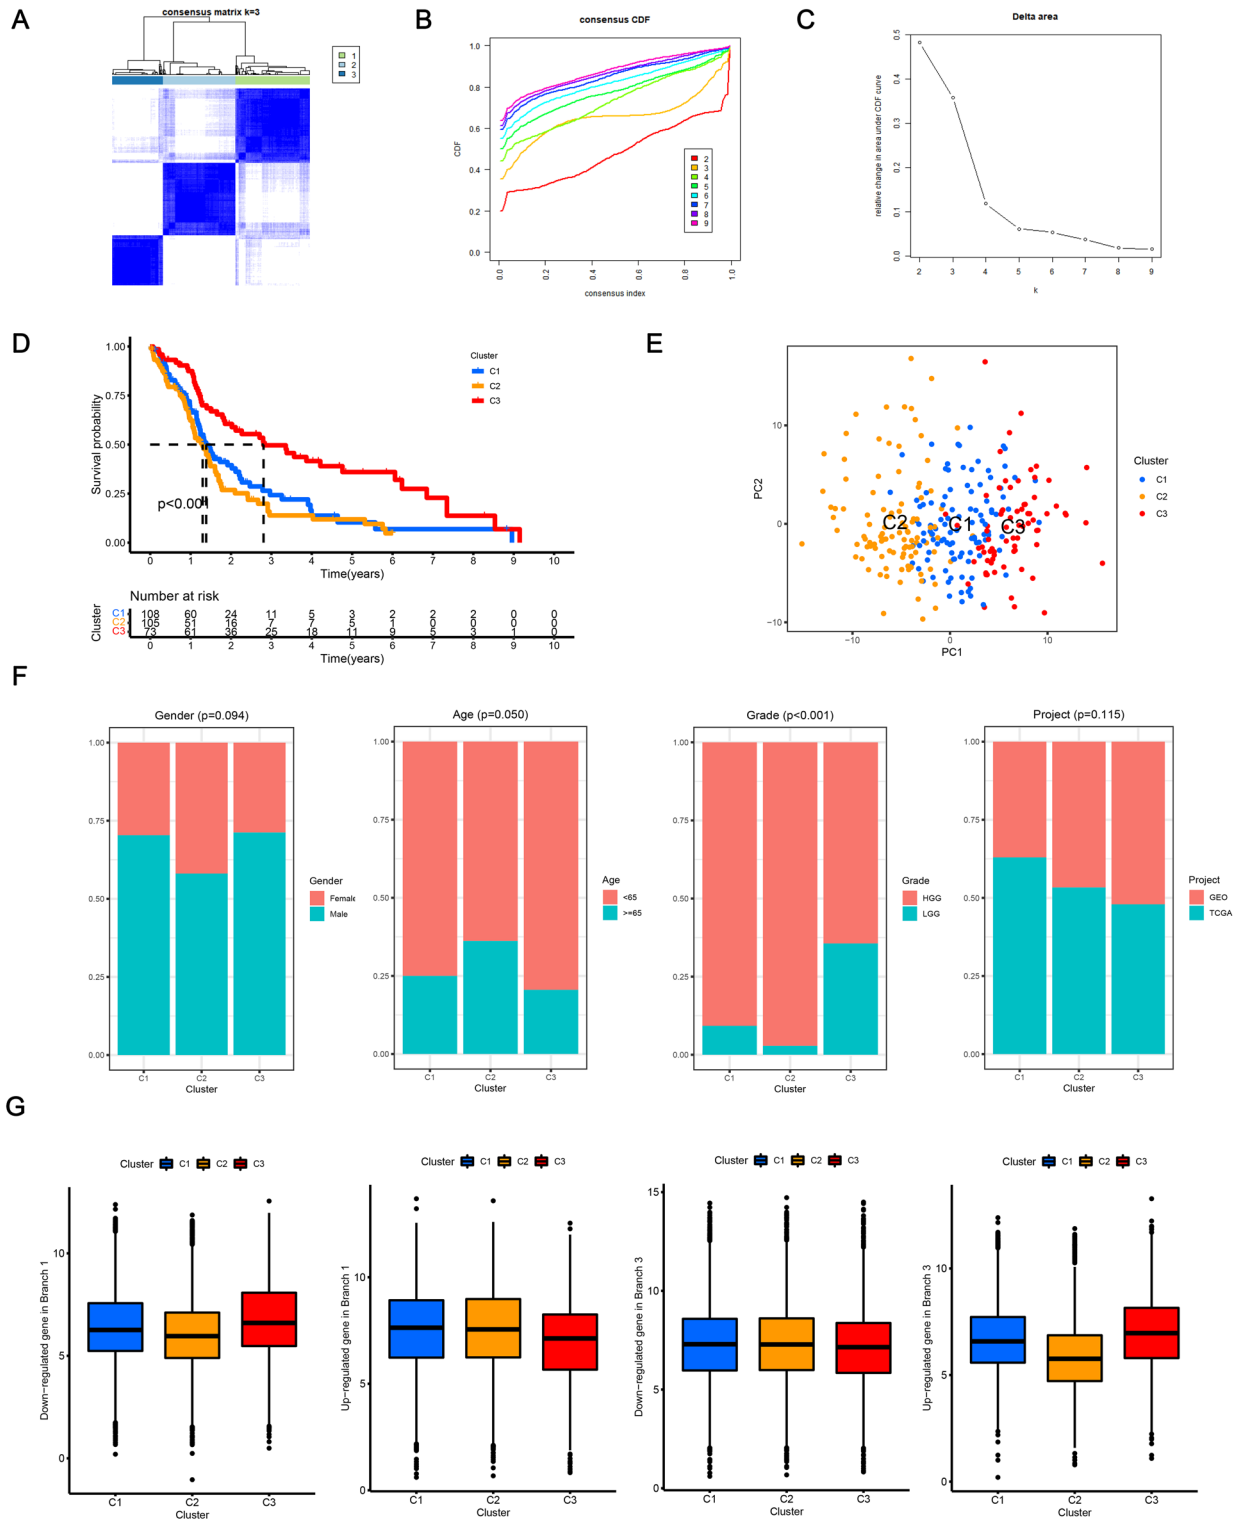 A
consensus matrix k=3
1
2
3
B
consensus CDF
CDF
1.0
0.8
0.6
0.4
0.2
0.0
2
3
4
5
6
7
8
9
0.0 0.2 0.4 0.6 0.8 1.0
consensus index
C
Delta area
relative change in area under CDF curve
0.5
0.4
0.3
0.2
0.1
0.0
2 3 4 5 6 7 8 9
k
D
Survival probability
1.00
0.75
0.50
0.25
0.00
Cluster
C1
C2
C3
p<0.00
0 1 2 3 4 5 6 7 8 9 10
Time(years)
Number at risk
Cluster
C1 108 60 24 11 5 3 2 2 2 0 0
C2 105 51 16 7 7 5 1 0 0 0 0
C3 73 61 36 25 18 11 9 5 3 1 0
0 1 2 3 4 5 6 7 8 9 10
Time(years)
E
PC2
10
0
−10
C2 C1 C3
−10 0 10
PC1
Cluster
C1
C2
C3
F
Gender (p=0.094)
1.00
0.75
0.50
0.25
0.00
C1 C2 C3
Cluster
Gender
Female
Male
Age (p=0.050)
1.00
0.75
0.50
0.25
0.00
C1 C2 C3
Cluster
Age
<65
>=65
Grade (p<0.001)
1.00
0.75
0.50
0.25
0.00
C1 C2 C3
Cluster
Grade
HGG
LGG
Project (p=0.115)
1.00
0.75
0.50
0.25
0.00
C1 C2 C3
Cluster
Project
GEO
TCGA
G
Cluster C1 C2 C3
Down−regulated gene in Branch 1
10
5
0
C1 C2 C3
Cluster
Cluster C1 C2 C3
Up−regulated gene in Branch 1
10
5
0
C1 C2 C3
Cluster
Cluster C1 C2 C3
Down−regulated gene in Branch 3
15
10
5
0
C1 C2 C3
Cluster
Cluster C1 C2 C3
Up−regulated gene in Branch 3
10
5
0
C1 C2 C3
Cluster